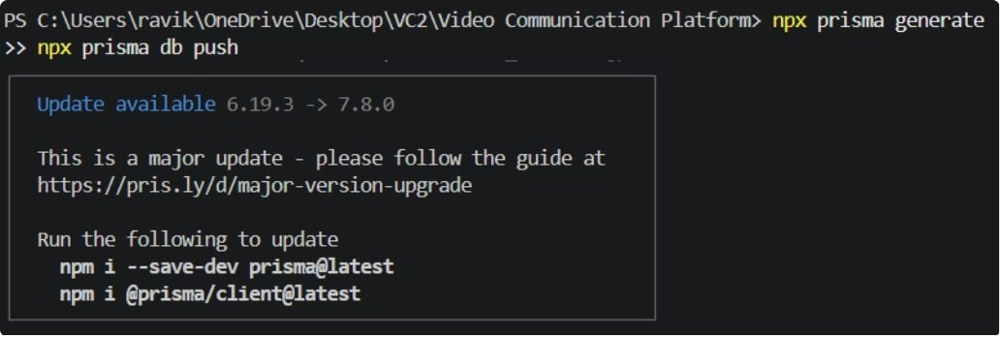 PS C:\Users\ravik\OneDrive\Desktop\VC2\Video Communication Platform> npx prisma generate
>> npx prisma db push
Update available 6.19.3 -> 7.8.0
This is a major update - please follow the guide at
https://pris.ly/d/major-version-upgrade
Run the following to update
npm i --save-dev prisma@latest
npm i @prisma/client@latest